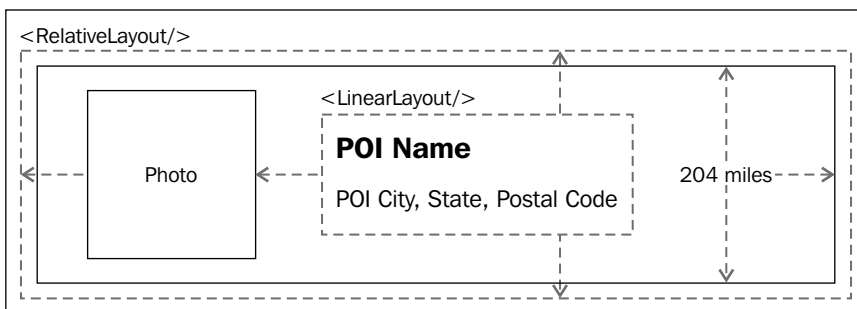 <RelativeLayout/>
<LinearLayout/>
POI Name
Photo
204 miles
POI City, State, Postal Code